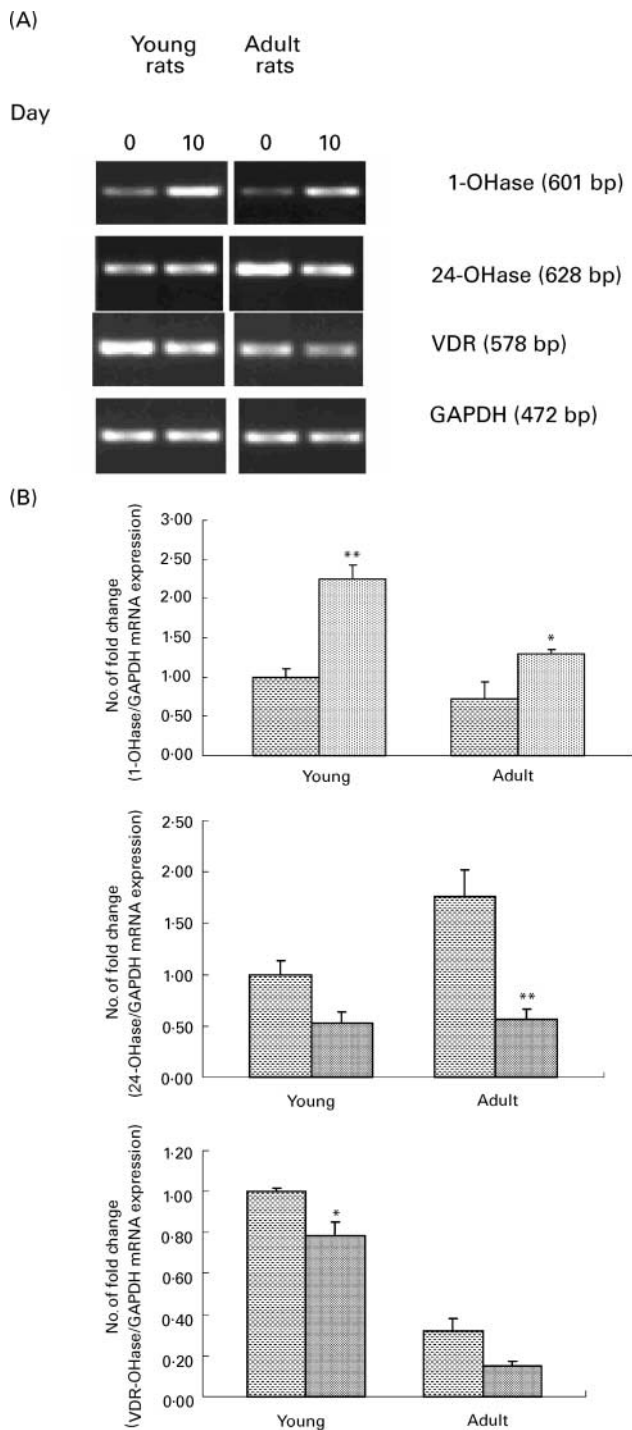 (A)
Young
rats
Adult
rats
Day
0 10 0 10
1-OHase (601 bp)
24-OHase (628 bp)
VDR (578 bp)
GAPDH (472 bp)
(B)
No. of fold change
(1-OHase/GAPDH mRNA expression)
3·00
2·50
2·00
1·50
1·00
0·50
0·00
**
*
Young Adult
No. of fold change
(24-OHase/GAPDH mRNA expression)
2·50
2·00
1·50
1·00
0·50
0·00
**
Young Adult
No. of fold change
(VDR-OHase/GAPDH mRNA expression)
1·20
1·00
0·80
0·60
0·40
0·20
0·00
*
Young Adult